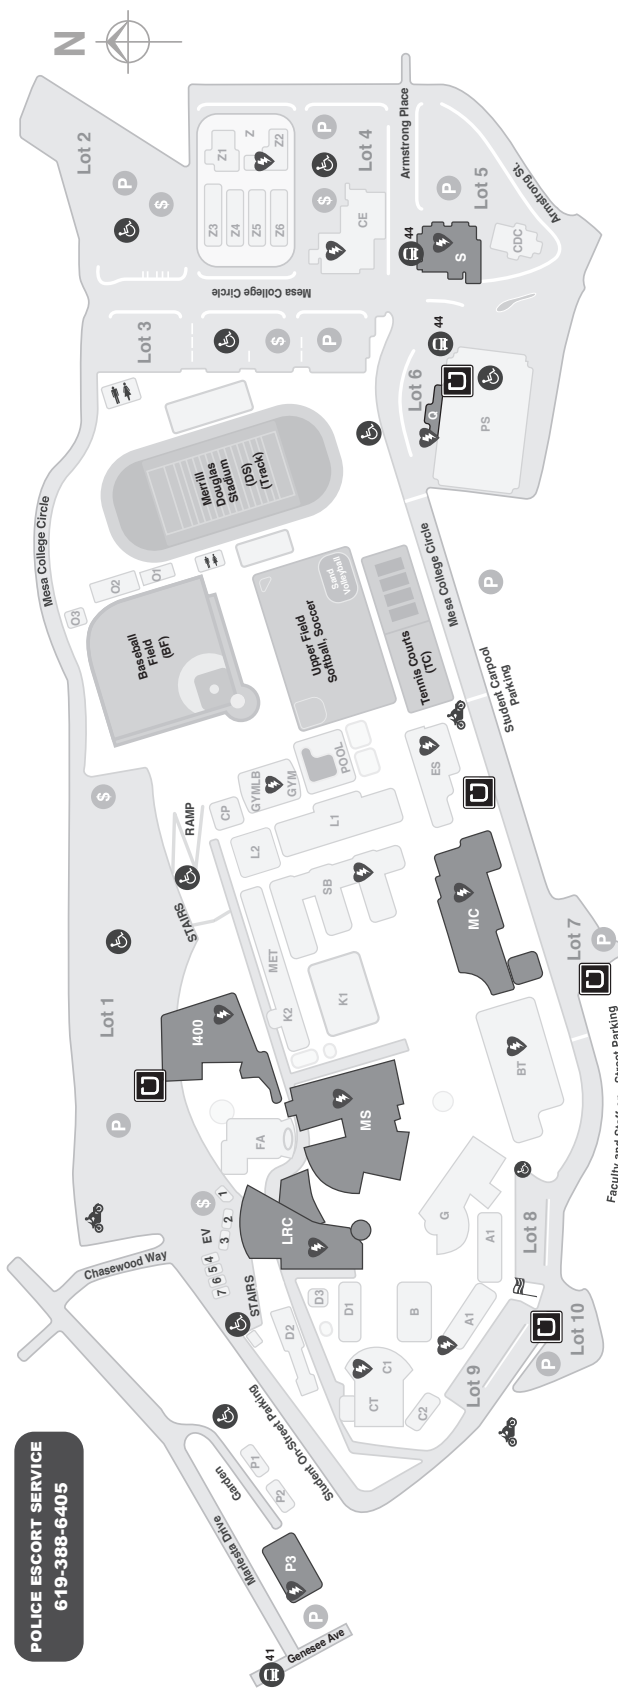 POLICE ESCORT SERVICE
619-388-6405
N
Lot 2
P
$
Lot 3
$
P
Mesa College Circle
Z1
Z
Z2
Z3
Z4
Z5
Z6
P
$
Lot 4
CE
Armstrong Place
P
Lot 5
Armstrong St.
CDC
S
44
44
Mesa College Circle
Merrill
Douglas
Stadium
(DS)
(Track)
Lot 6
Q
PS
O3
O2
O1
Baseball
Field
(BF)
Upper Field
Softball, Soccer
Sand
Volleyball
Tennis Courts
(TC)
Mesa College Circle
P
Student Carpool
Parking
$
RAMP
STAIRS
CP
GYMLB
GYM
POOL
ES
L2
L1
SB
MET
K2
K1
MC
Lot 7
P
Lot 1
P
I400
FA
MS
BT
Faculty and Staff on - Street Parking
$
1
2
3
4
5
6
7
EV
STAIRS
LRC
G
A1
A1
Lot 8
D3
D2
D1
B
C1
CT
C2
Lot 9
P
Lot 10
Chasewood Way
Student On-Street Parking
Garden
P1
P2
Marlesta Drive
P3
P
Genesee Ave
41